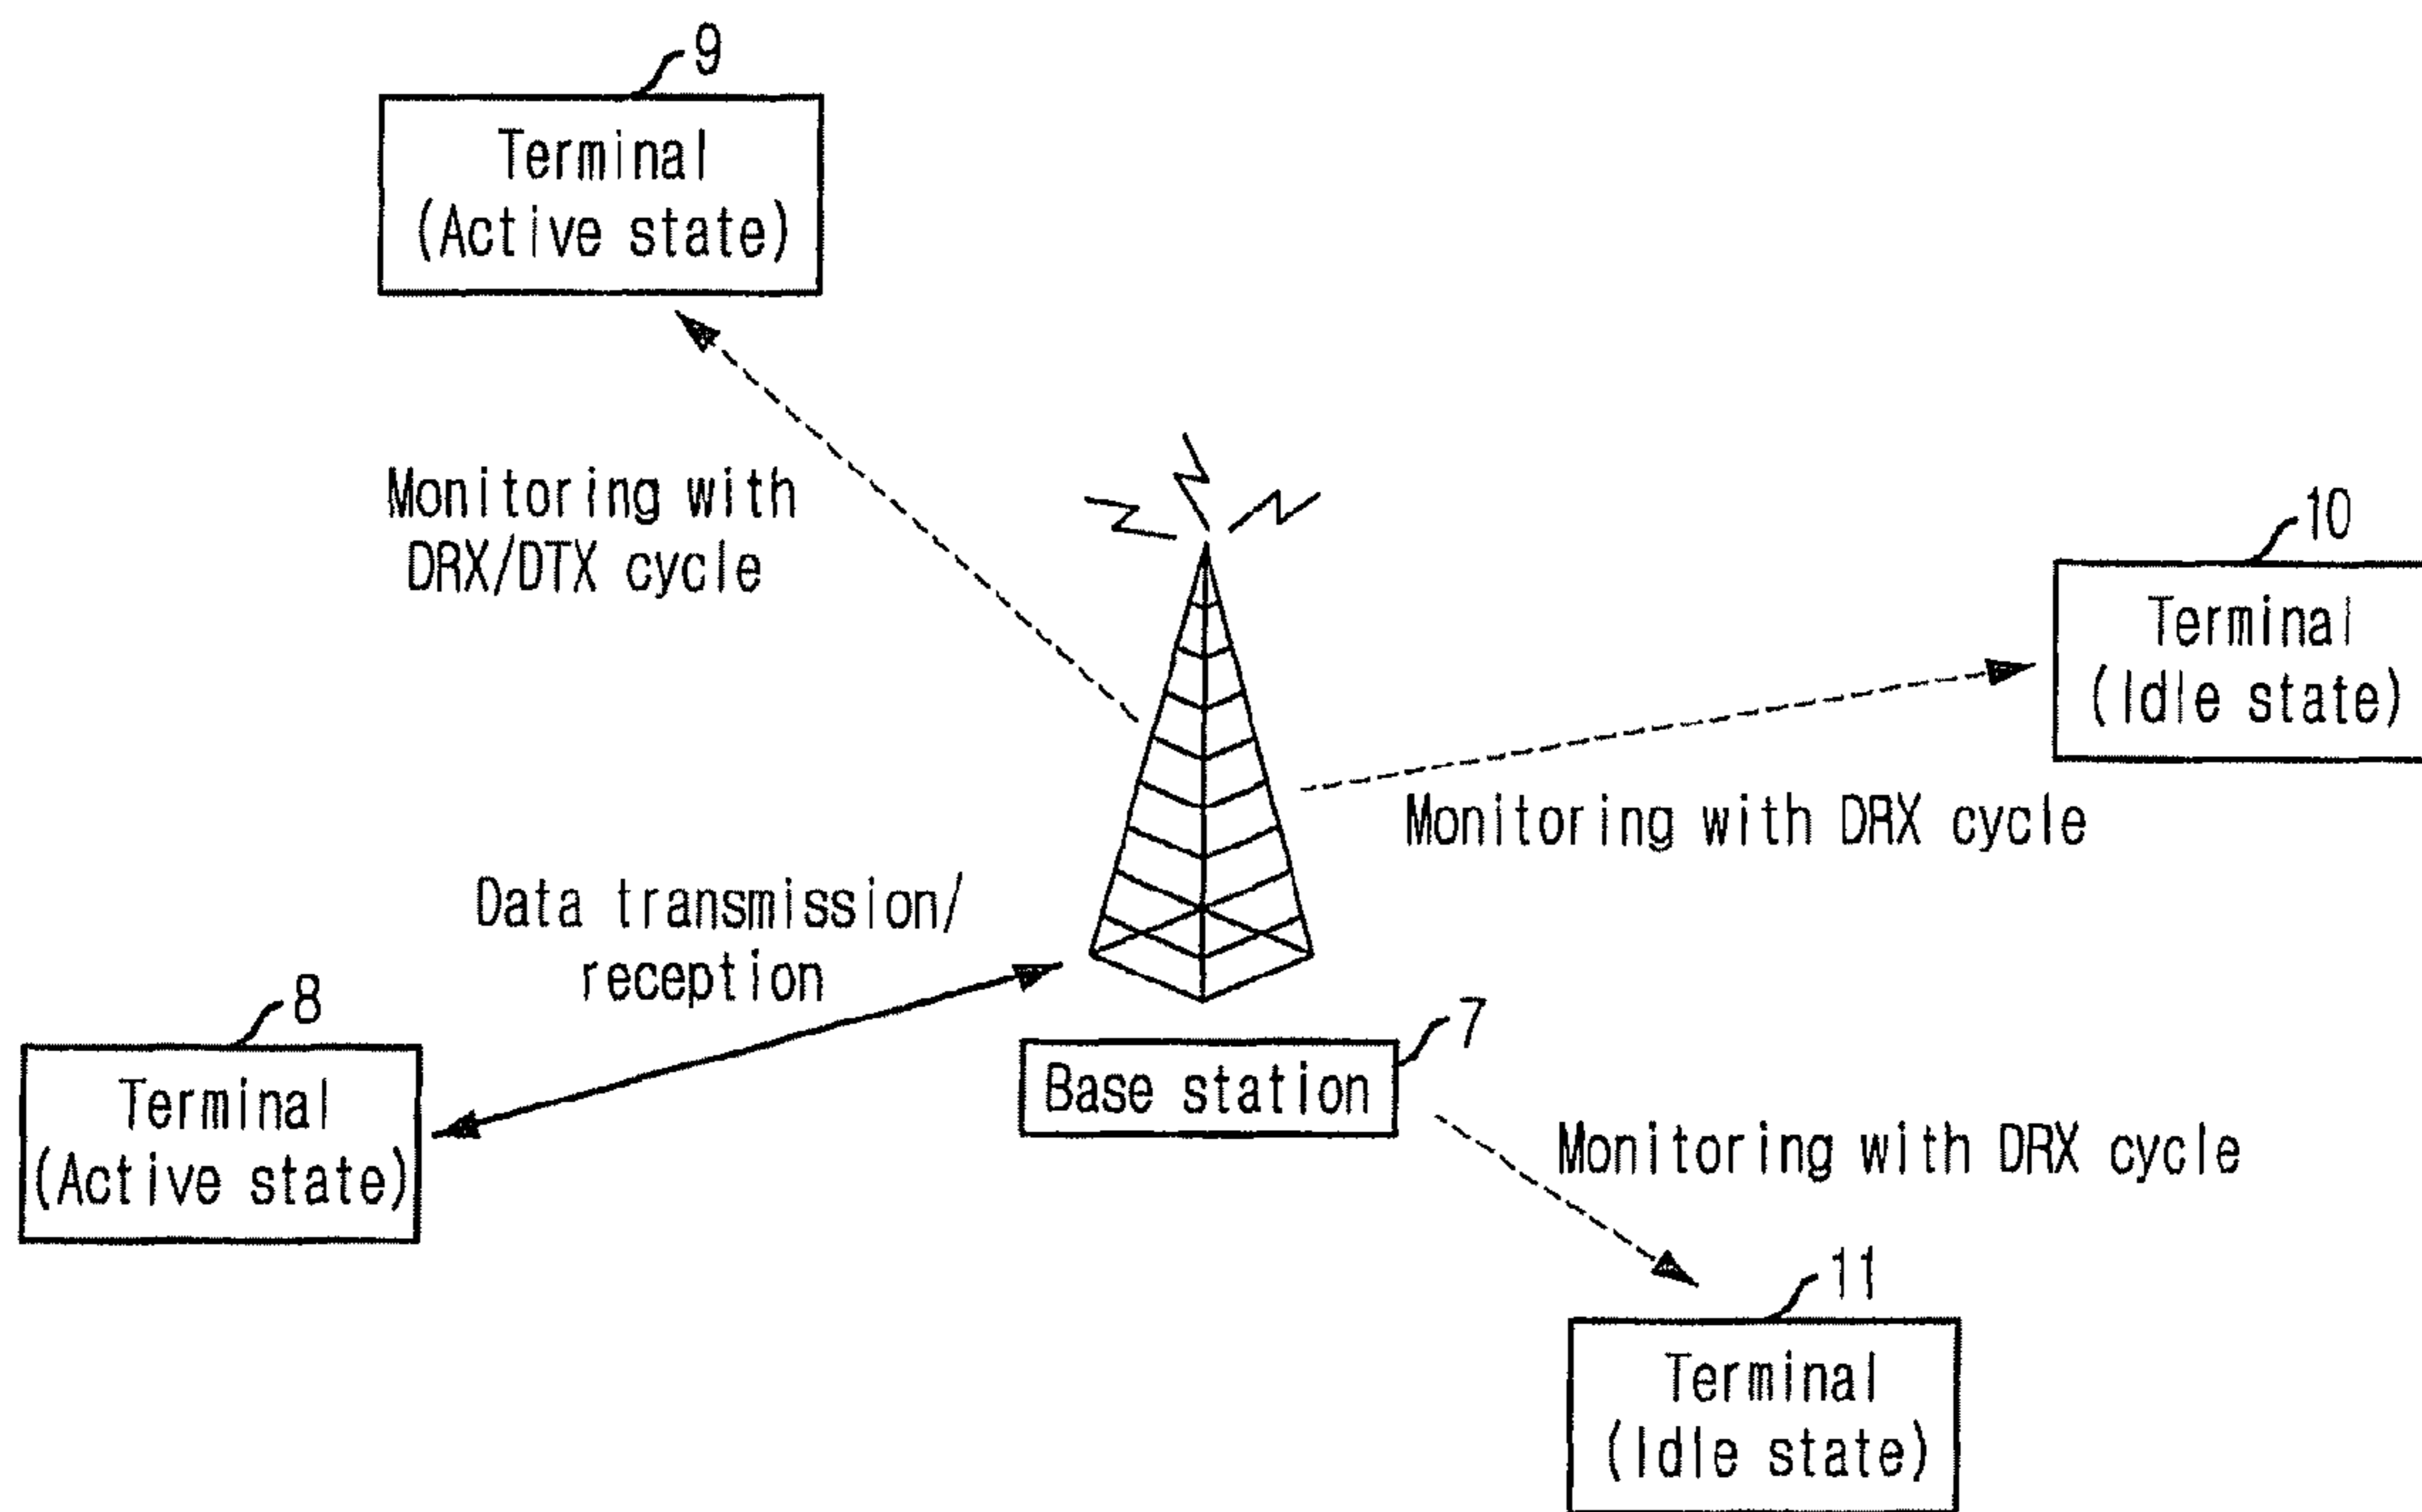 9
Terminal
(Active state)
Monitoring with
DRX/DTX cycle
10
Terminal
(Idle state)
Monitoring with DRX cycle
Data transmission/
reception
8
Terminal
(Active state)
7
Base station
Monitoring with DRX cycle
11
Terminal
(Idle state)